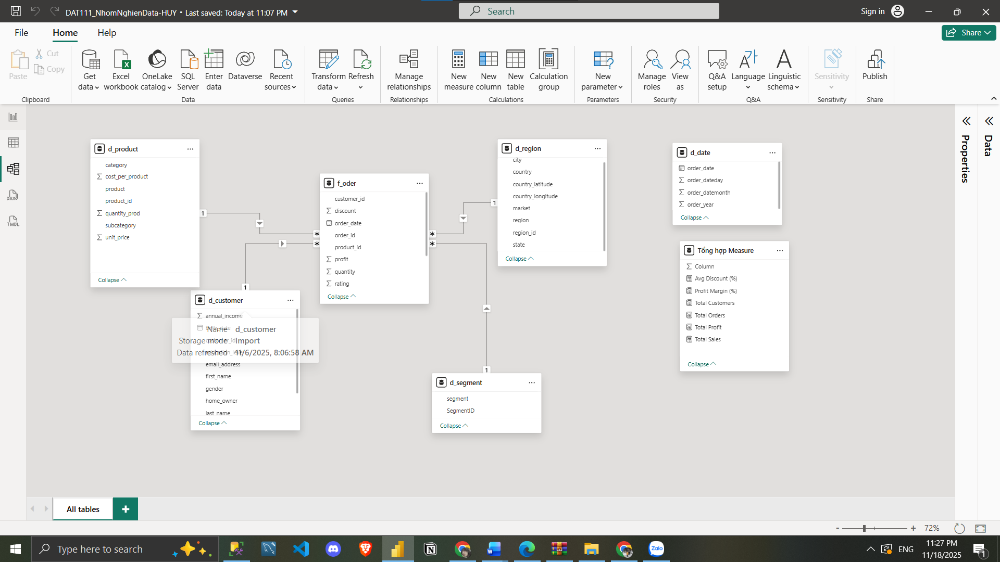 DAT111_NhomNghienData-HUY • Last saved: Today at 11:07 PM
Search
Sign in
File
Home
Help
Share
Paste
Cut
Copy
Clipboard
Get data
Excel workbook
OneLake catalog
SQL Server
Enter data
Dataverse
Recent sources
Data
Transform data
Refresh
Queries
Manage relationships
Relationships
New measure
New column
New table
Calculation group
Calculations
New parameter
Parameters
Manage roles
View as
Security
Q&A setup
Language
Linguistic schema
Q&A
Sensitivity
Sensitivity
Publish
Share
DAX
TMDL
d_product
category
cost_per_product
product
product_id
quantity_prod
subcategory
unit_price
Collapse
1
1
*
*
f_oder
customer_id
discount
order_date
order_id
product_id
profit
quantity
rating
Collapse
*
*
1
1
d_region
city
country
country_latitude
country_longitude
market
region
region_id
state
Collapse
d_date
order_date
order_dateday
order_datemonth
order_year
Collapse
Tổng hợp Measure
Column
Avg Discount (%)
Profit Margin (%)
Total Customers
Total Orders
Total Profit
Total Sales
Collapse
d_customer
annual_income
Name d_customer
Storage mode Import
Data refreshed 11/6/2025, 8:06:58 AM
email_address
first_name
gender
home_owner
last_name
Collapse
d_segment
segment
SegmentID
Collapse
Properties
Data
All tables
+
- + 72%
Type here to search
Zalo
ENG
11:27 PM
11/18/2025
1